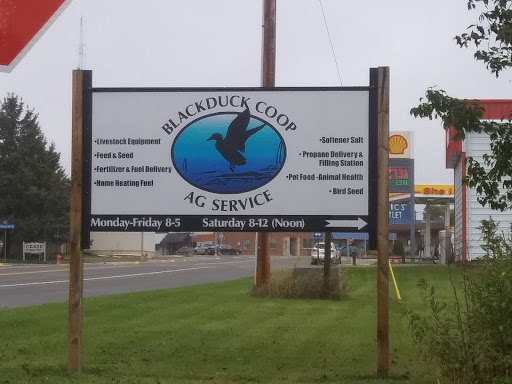 BLACKDUCK COOP
AG SERVICE
•Livestock Equipment
•Feed & Seed
•Fertilizer & Fuel Delivery
•Home Heating Fuel
•Softener Salt
•Propane Delivery &
Filling Station
•Pet Food -Animal Health
•Bird Seed
Monday-Friday 8-5 Saturday 8-12 (Noon)
She